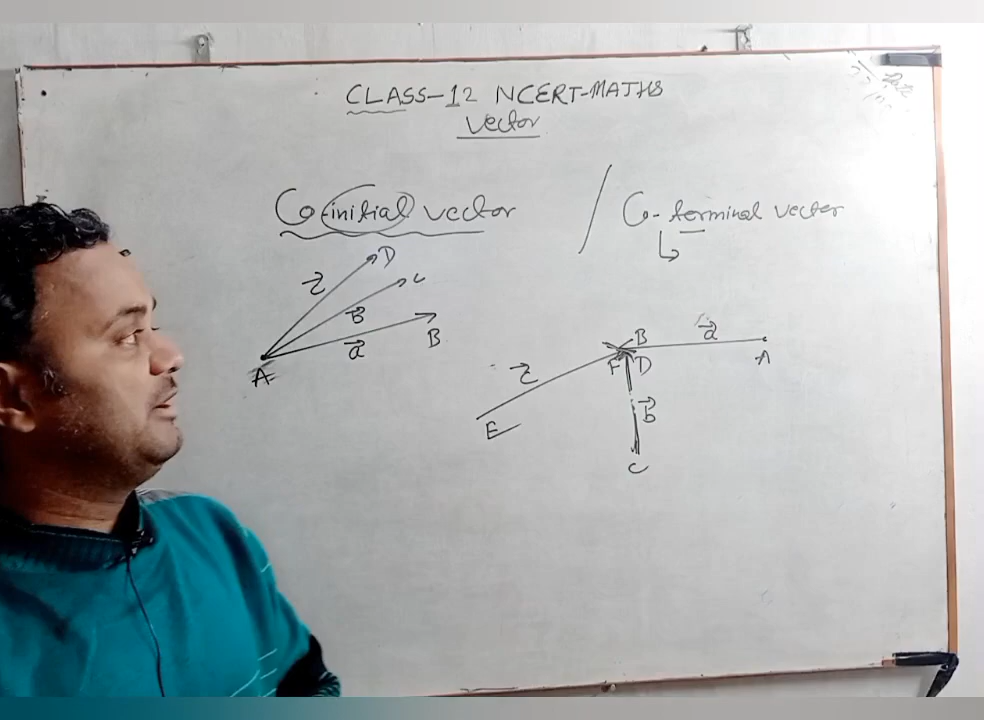 CLASS-12 NCERT-MATHS
Vector
Co-initial vector / Co-terminal vector
D
c⃗
C
b⃗
a⃗
B
A
B
a⃗
A
c⃗
F D
b⃗
E
C